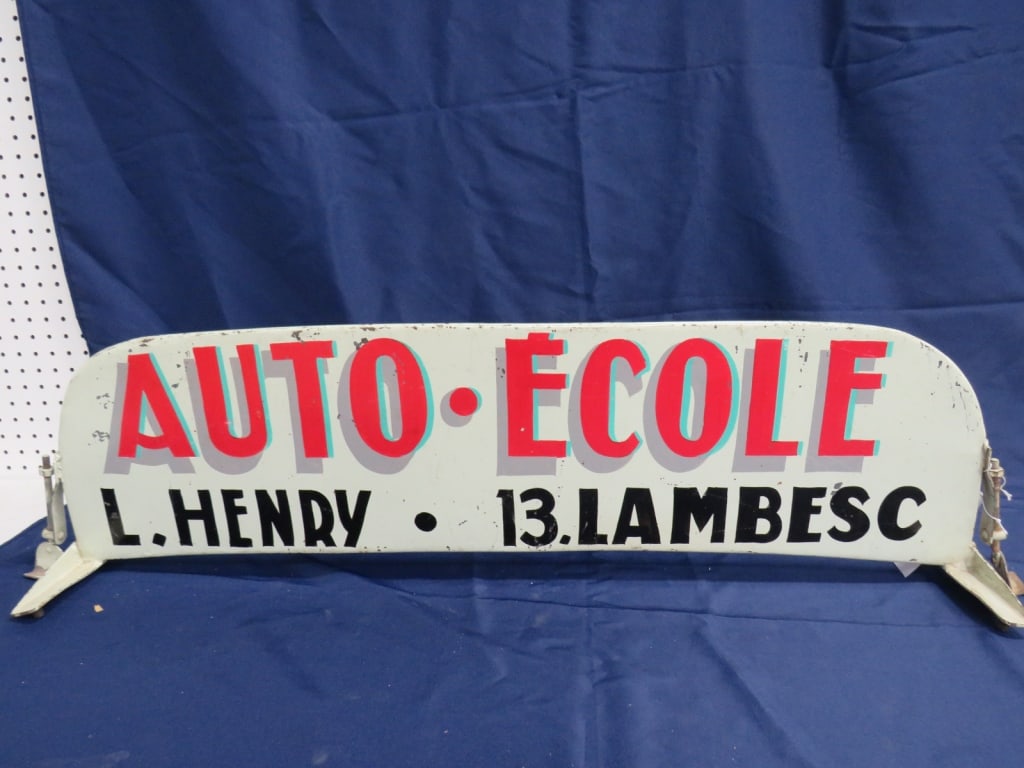 AUTO·ÉCOLE
L. HENRY • 13. LAMBESC